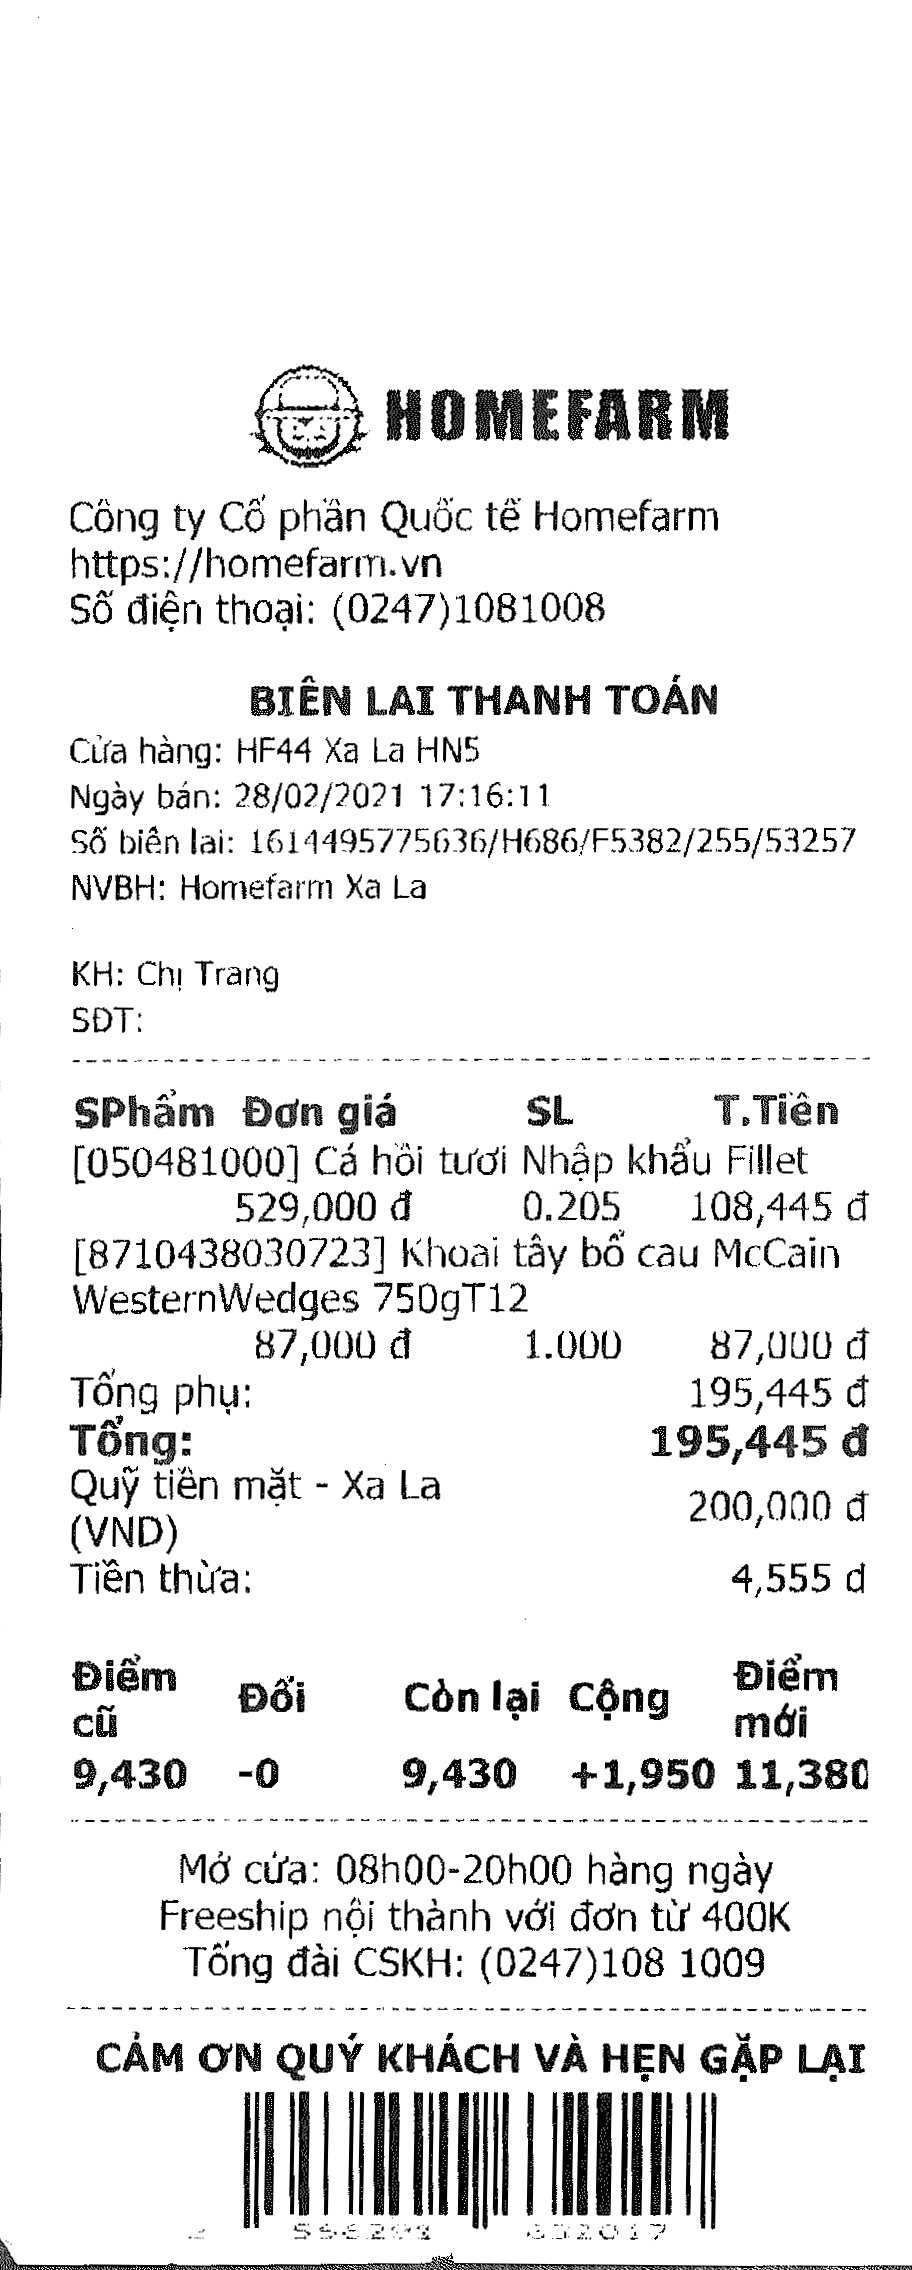 HOMEFARM
Công ty Cổ phần Quốc tế Homefarm
https://homefarm.vn
Số điện thoại: (0247)1081008
BIÊN LAI THANH TOÁN
Cửa hàng: HF44 Xa La HN5
Ngày bán: 28/02/2021 17:16:11
Số biên lai: 1614495775636/H686/F5382/255/53257
NVBH: Homefarm Xa La
KH: Chị Trang
SĐT:
SPhẩm Đơn giá SL T.Tiền
[050481000] Cá hồi tươi Nhập khẩu Fillet
529,000 đ 0.205 108,445 đ
[8710438030723] Khoai tây bổ cau McCain
WesternWedges 750gT12
87,000 đ 1.000 87,000 đ
Tổng phụ: 195,445 đ
Tổng: 195,445 đ
Quỹ tiền mặt - Xa La
(VND) 200,000 đ
Tiền thừa: 4,555 đ
Điểm cũ Đổi Còn lại Cộng Điểm mới
9,430 -0 9,430 +1,950 11,380
Mở cửa: 08h00-20h00 hàng ngày
Freeship nội thành với đơn từ 400K
Tổng đài CSKH: (0247)108 1009
CẢM ƠN QUÝ KHÁCH VÀ HẸN GẶP LẠI